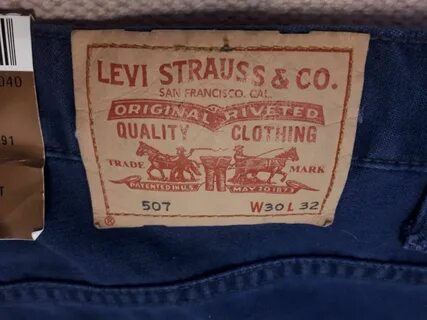 040
91
T
LEVI STRAUSS & CO.
SAN FRANCISCO, CAL.
ORIGINAL RIVETED
QUALITY CLOTHING
TRADE MARK
PATENTED IN U.S. MAY 20 1873
507 W30 L 32
®